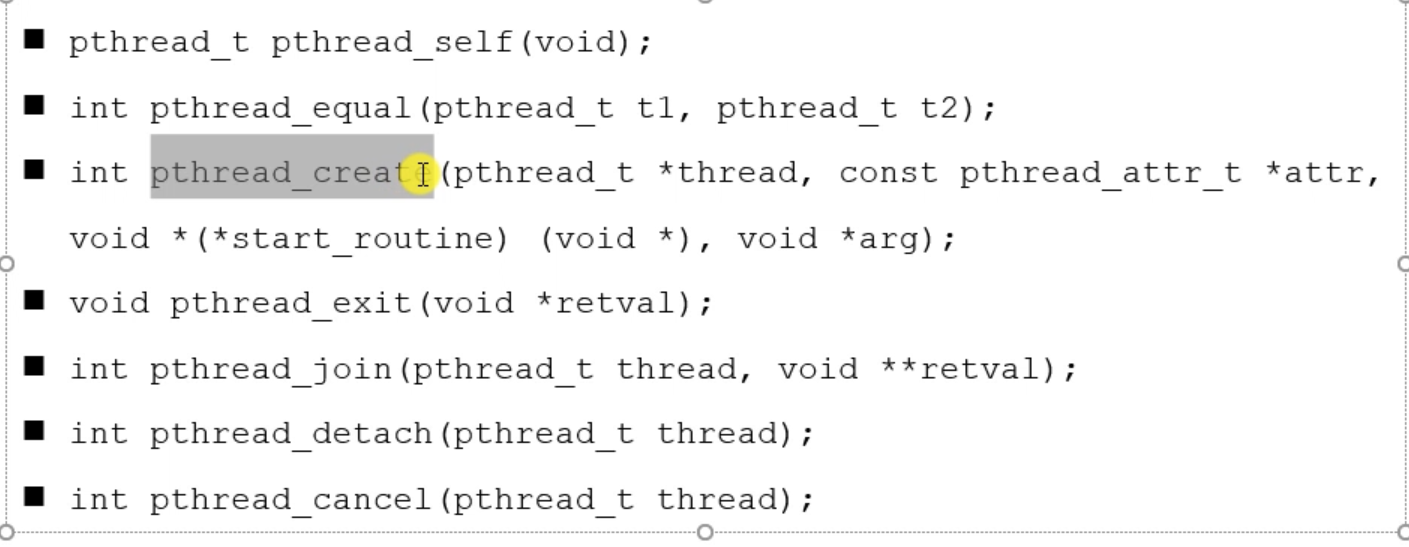 ■ pthread_t pthread_self(void);
■ int pthread_equal(pthread_t t1, pthread_t t2);
■ int pthread_create(pthread_t *thread, const pthread_attr_t *attr,
void *(*start_routine) (void *), void *arg);
■ void pthread_exit(void *retval);
■ int pthread_join(pthread_t thread, void **retval);
■ int pthread_detach(pthread_t thread);
■ int pthread_cancel(pthread_t thread);